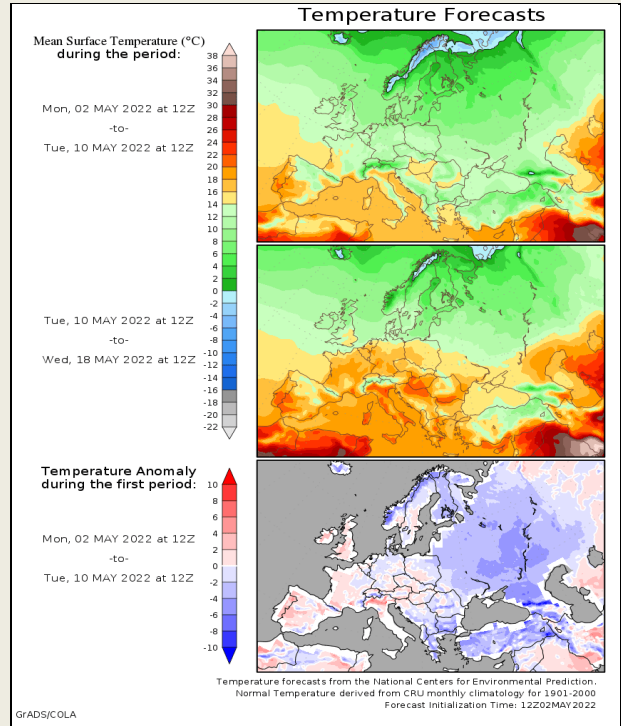 Temperature Forecasts
Mean Surface Temperature (°C)
during the period:
38
36
34
32
30
28
26
24
22
20
18
16
14
12
10
8
6
4
2
0
-2
-4
-6
-8
-10
-12
-14
-16
-18
-20
-22
Mon, 02 MAY 2022 at 12Z
-to-
Tue, 10 MAY 2022 at 12Z
Tue, 10 MAY 2022 at 12Z
-to-
Wed, 18 MAY 2022 at 12Z
Temperature Anomaly
during the first period:
10
8
6
4
2
0
-2
-4
-6
-8
-10
Mon, 02 MAY 2022 at 12Z
-to-
Tue, 10 MAY 2022 at 12Z
Temperature forecasts from the National Centers for Environmental Prediction.
Normal Temperature derived from CRU monthly climatology for 1901-2000
Forecast Initialization Time: 12Z02MAY2022
GrADS/COLA